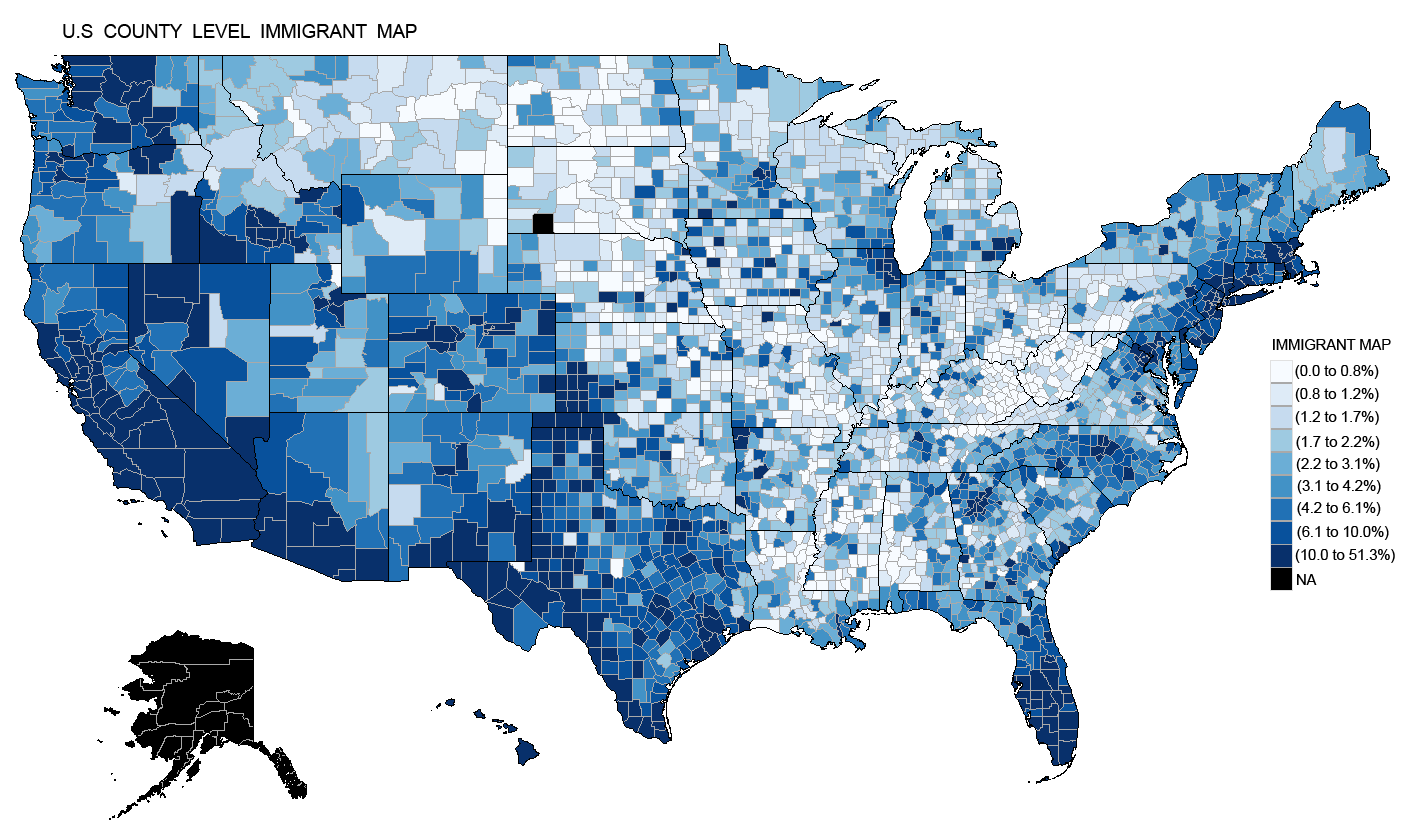 U.S COUNTY LEVEL IMMIGRANT MAP
IMMIGRANT MAP
(0.0 to 0.8%)
(0.8 to 1.2%)
(1.2 to 1.7%)
(1.7 to 2.2%)
(2.2 to 3.1%)
(3.1 to 4.2%)
(4.2 to 6.1%)
(6.1 to 10.0%)
(10.0 to 51.3%)
NA